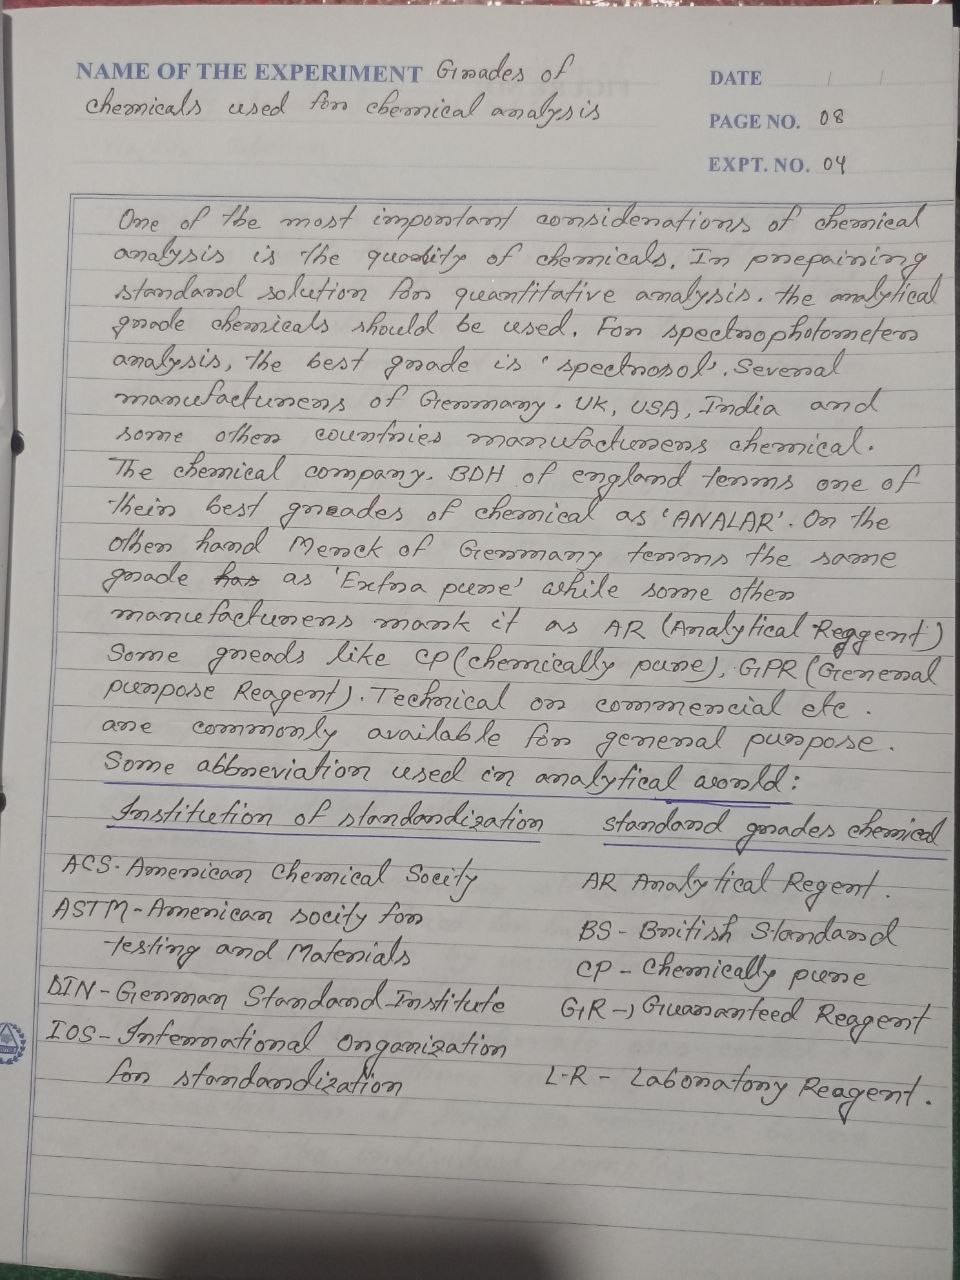 NAME OF THE EXPERIMENT Grades of
chemicals used for chemical analysis
DATE / /
PAGE NO. 08
EXPT. NO. 04
One of the most important considerations of chemical
analysis is the quality of chemicals. In prepaining
standard solution for quantitative analysis. the analytical
grade chemicals should be used. For spectrophotometer
analysis, the best grade is 'spectrosol'. Several
manufacturers of Germany. UK, USA, India and
some other countries manufacturers chemical.
The chemical company. BDH of england terms one of
their best greades of chemical as 'ANALAR'. On the
other hand Merck of Germany terms the same
grade has as 'Extra pure' while some other
manufacturers mark it as AR (Analytical Reggent)
Some greads like CP(chemically pure), GPR (General
purpose Reagent). Technical or commercial etc.
are commonly available for general purpose.
Some abbreviation used in analytical world:
Institution of standardization standard grades chemical
ACS- American Chemical Socity AR Analytical Regent.
ASTM-American socity for BS - British Standard
testing and Materials CP - Chemically pure
DIN-German Standard Institute GR -) Guararanteed Reagent
IOS- International Organization
for standardization L-R - Laboratory Reagent.